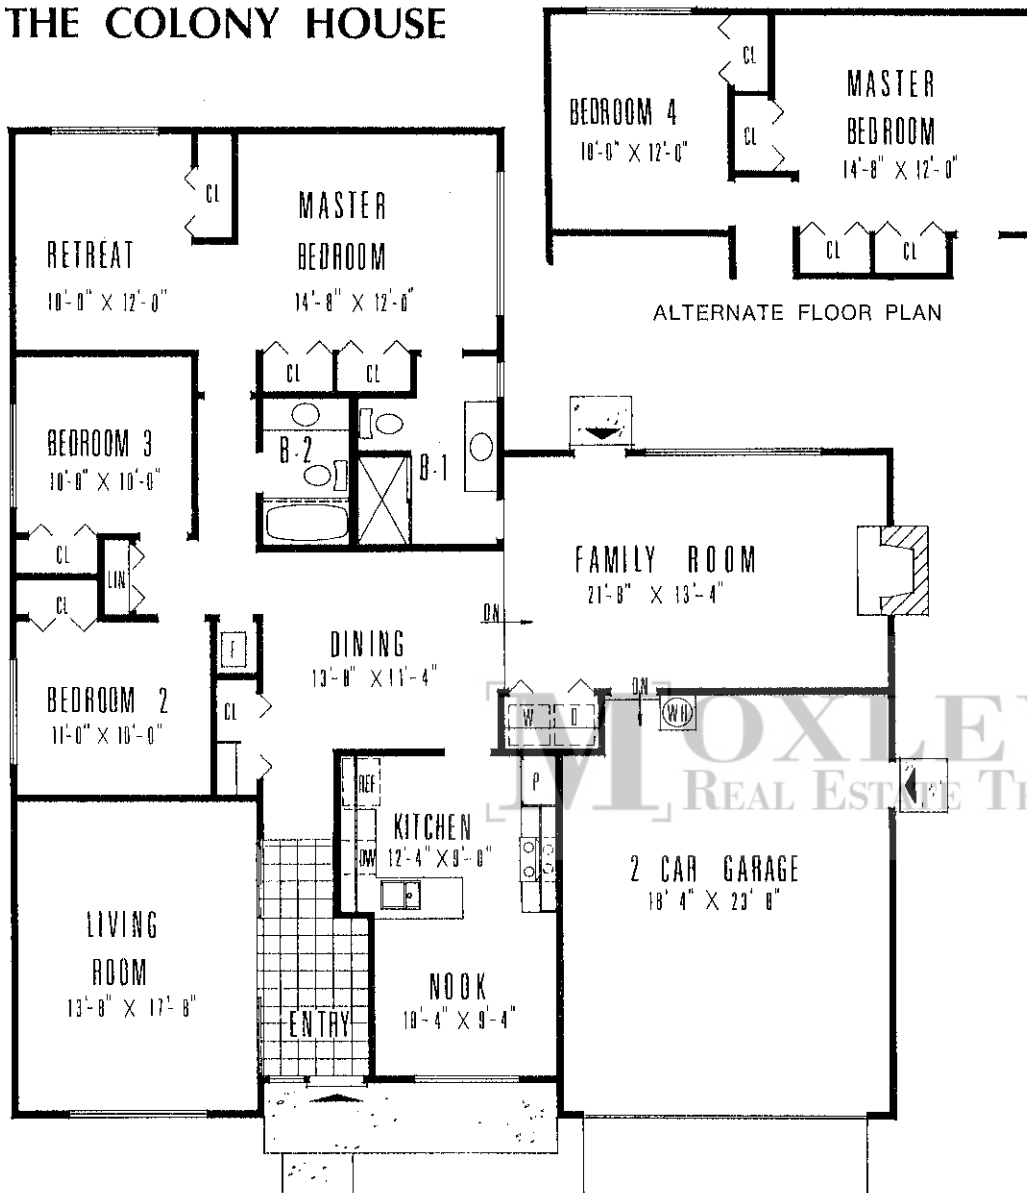 THE COLONY HOUSE
BEDROOM 4
10'-0" X 12'-0"
CL
CL
MASTER
BEDROOM
14'-8" X 12'-0"
CL
CL
ALTERNATE FLOOR PLAN
RETREAT
10'-0" X 12'-0"
CL
MASTER
BEDROOM
14'-8" X 12'-0"
CL
CL
BEDROOM 3
10'-0" X 10'-0"
B-2
B-1
CL
LIN
CL
FAMILY ROOM
21'-8" X 13'-4"
DN
DINING
13'-8" X 11'-4"
F
BEDROOM 2
11'-0" X 10'-0"
CL
W
D
DN
WH
MOXLEY
REAL ESTATE
REF
P
KITCHEN
12'-4" X 9'-0"
DW
2 CAR GARAGE
18' 4" X 23' 8"
LIVING
ROOM
13'-8" X 17'-8"
NOOK
10'-4" X 9'-4"
ENTRY